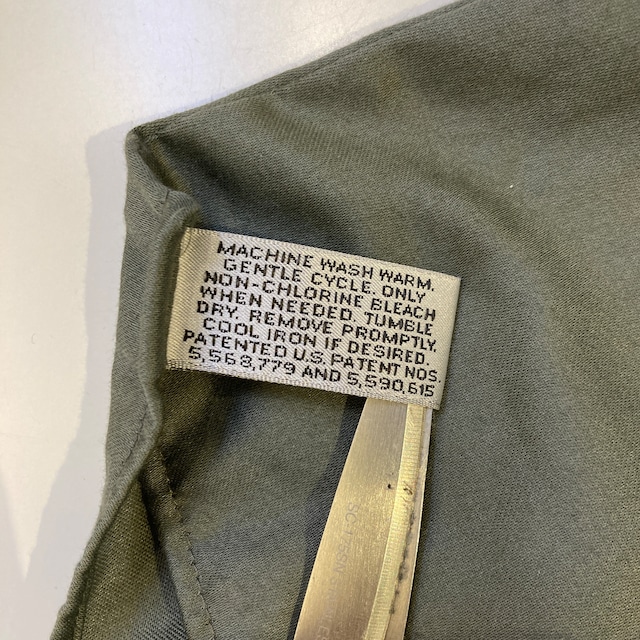 MACHINE WASH WARM.
GENTLE CYCLE. ONLY
NON-CHLORINE BLEACH
WHEN NEEDED. TUMBLE
DRY. REMOVE PROMPTLY.
COOL IRON IF DESIRED.
PATENTED U.S. PATENT NOS.
5,568,779 AND 5,590,615